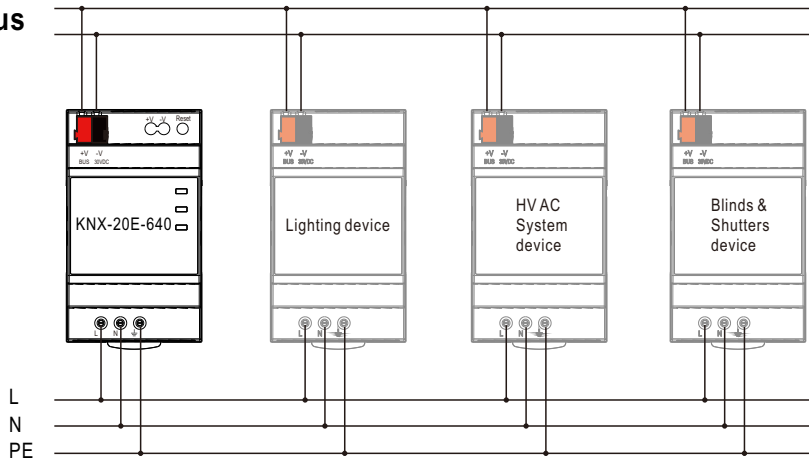 us
+V -V Reset
+V -V
BUS 30VDC
KNX-20E-640
L N
+V -V
BUS 30VDC
Lighting device
L N
+V -V
BUS 30VDC
HV AC
System
device
L N
+V -V
BUS 30VDC
Blinds &
Shutters
device
L N
L
N
PE